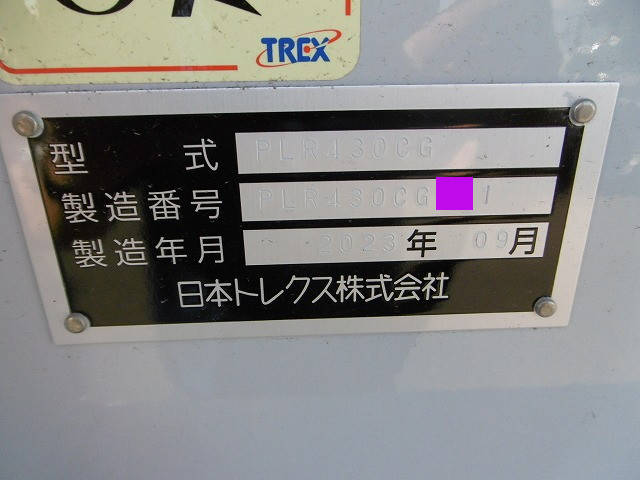 TREX
型 式 PLR430CG
製造番号 PLR430CG 1
製造年月 2023年 09月
日本トレクス株式会社